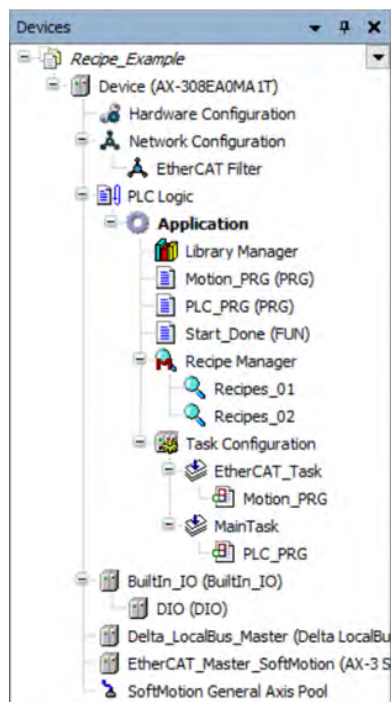 Devices
Recipe_Example
Device (AX-308EA0MA1T)
Hardware Configuration
Network Configuration
EtherCAT Filter
PLC Logic
Application
Library Manager
Motion_PRG (PRG)
PLC_PRG (PRG)
Start_Done (FUN)
Recipe Manager
Recipes_01
Recipes_02
Task Configuration
EtherCAT_Task
Motion_PRG
MainTask
PLC_PRG
BuiltIn_IO (BuiltIn_IO)
DIO (DIO)
Delta_LocalBus_Master (Delta LocalBu
EtherCAT_Master_SoftMotion (AX-3 S
SoftMotion General Axis Pool